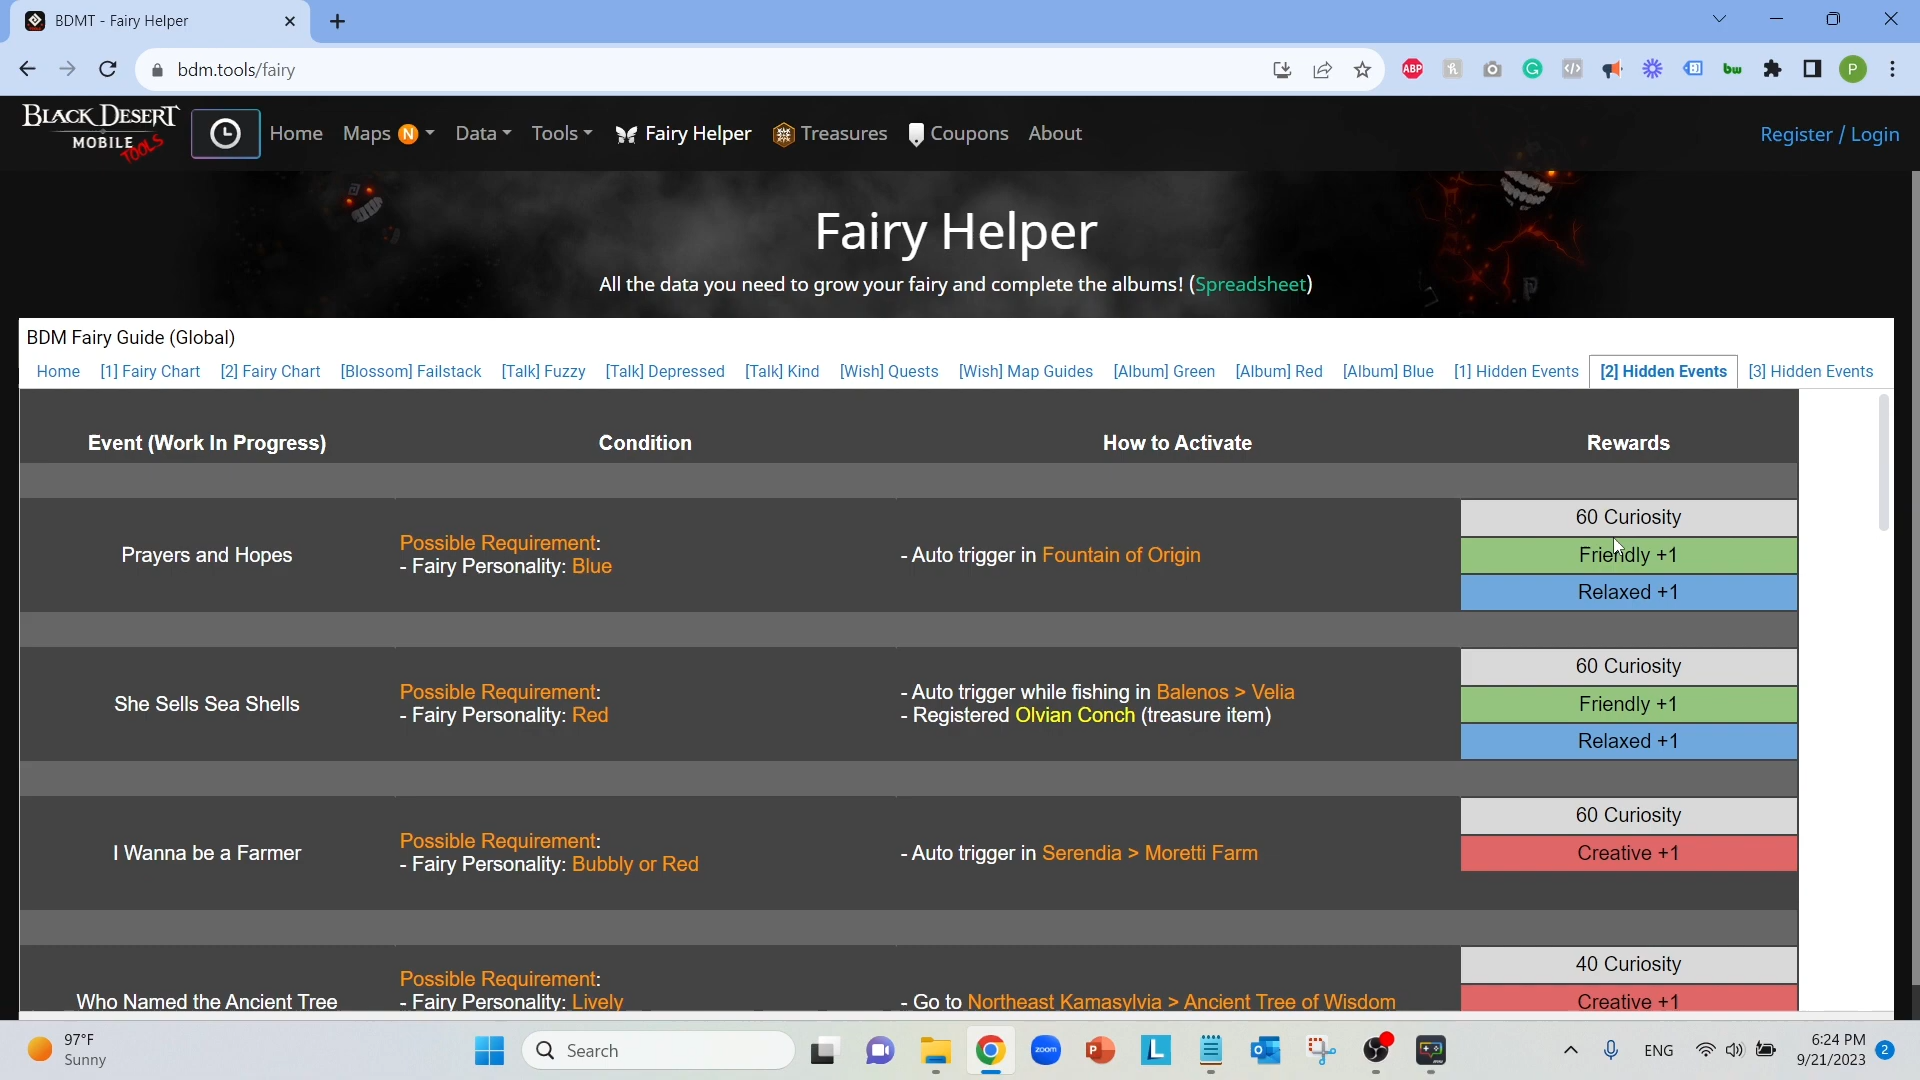 BDMT - Fairy Helper
bdm.tools/fairy
ABP
bw
P
BLACK DESERT
MOBILE TOOLS
Home Maps N Data Tools Fairy Helper Treasures Coupons About
Register / Login
Fairy Helper
All the data you need to grow your fairy and complete the albums! (Spreadsheet)
BDM Fairy Guide (Global)
Home [1] Fairy Chart [2] Fairy Chart [Blossom] Failstack [Talk] Fuzzy [Talk] Depressed [Talk] Kind [Wish] Quests [Wish] Map Guides [Album] Green [Album] Red [Album] Blue [1] Hidden Events [2] Hidden Events [3] Hidden Events
Event (Work In Progress) Condition How to Activate Rewards
Prayers and Hopes
Possible Requirement:
- Fairy Personality: Blue
- Auto trigger in Fountain of Origin
60 Curiosity
Friendly +1
Relaxed +1
She Sells Sea Shells
Possible Requirement:
- Fairy Personality: Red
- Auto trigger while fishing in Balenos > Velia
- Registered Olvian Conch (treasure item)
60 Curiosity
Friendly +1
Relaxed +1
I Wanna be a Farmer
Possible Requirement:
- Fairy Personality: Bubbly or Red
- Auto trigger in Serendia > Moretti Farm
60 Curiosity
Creative +1
Who Named the Ancient Tree
Possible Requirement:
- Fairy Personality: Lively
- Go to Northeast Kamasylvia > Ancient Tree of Wisdom
40 Curiosity
Creative +1
97°F
Sunny
Search
zoom
P
L
ENG
6:24 PM
9/21/2023
2